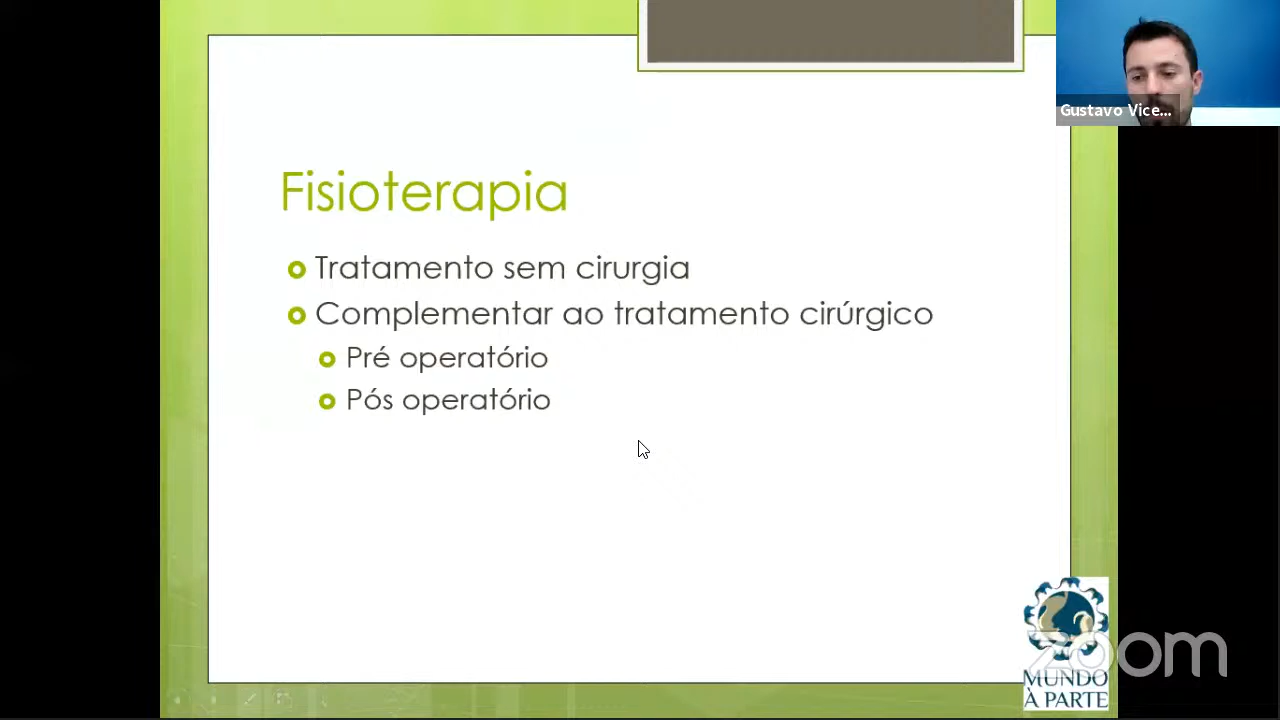 Gustavo Vice...
Fisioterapia
Tratamento sem cirurgia
Complementar ao tratamento cirúrgico
Pré operatório
Pós operatório
zoom
MUNDO
À PARTE